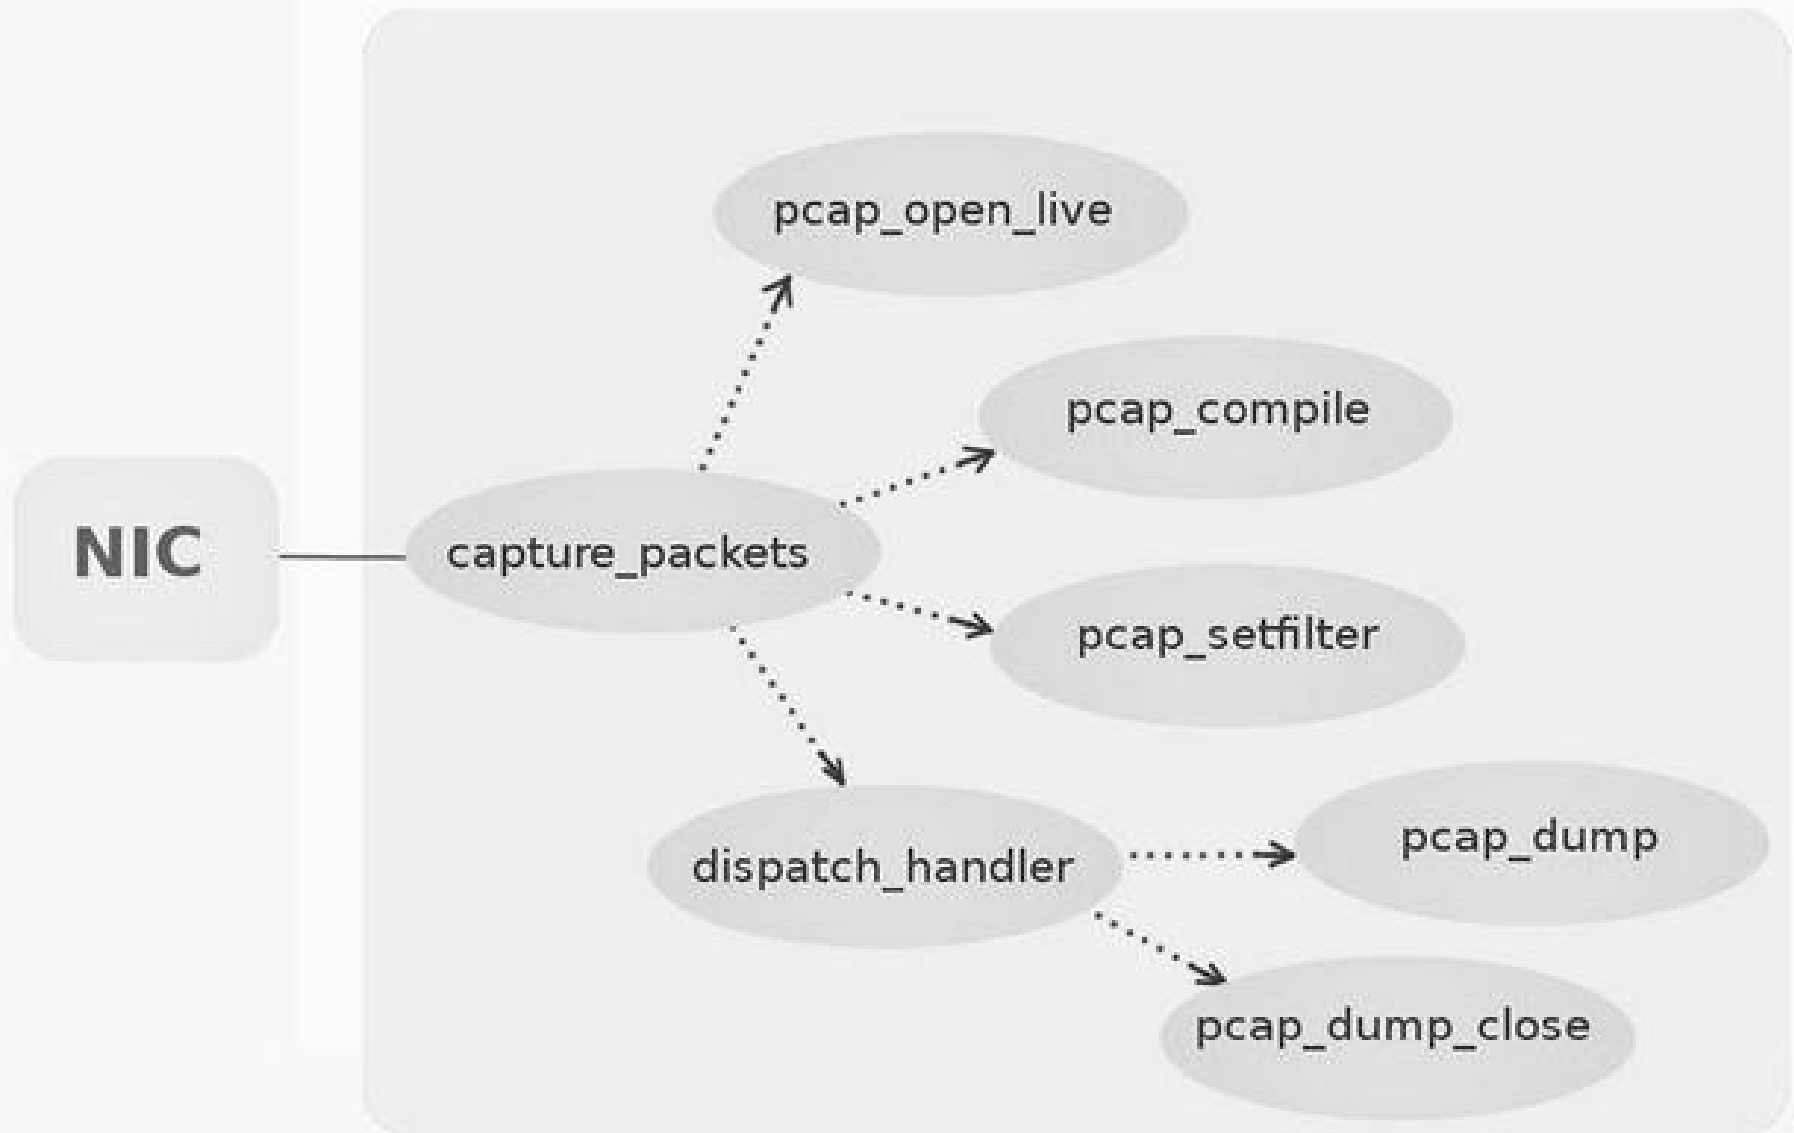 pcap_open_live
pcap_compile
NIC
capture_packets
pcap_setfilter
dispatch_handler
pcap_dump
pcap_dump_close